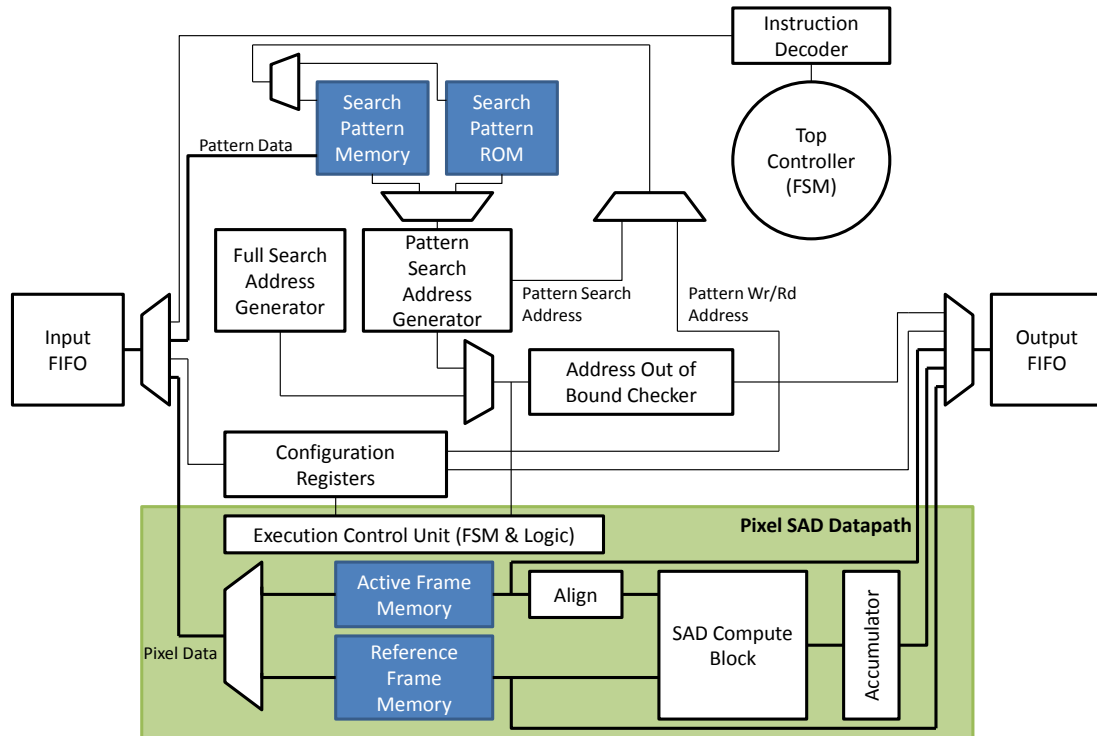 Instruction
Decoder
Top
Controller
(FSM)
Search
Pattern
Memory
Search
Pattern
ROM
Pattern Data
Full Search
Address
Generator
Pattern
Search
Address
Generator
Pattern Search
Address
Pattern Wr/Rd
Address
Input
FIFO
Output
FIFO
Address Out of
Bound Checker
Configuration
Registers
Execution Control Unit (FSM & Logic)
Pixel SAD Datapath
Active Frame
Memory
Align
SAD Compute
Block
Accumulator
Pixel Data
Reference
Frame
Memory